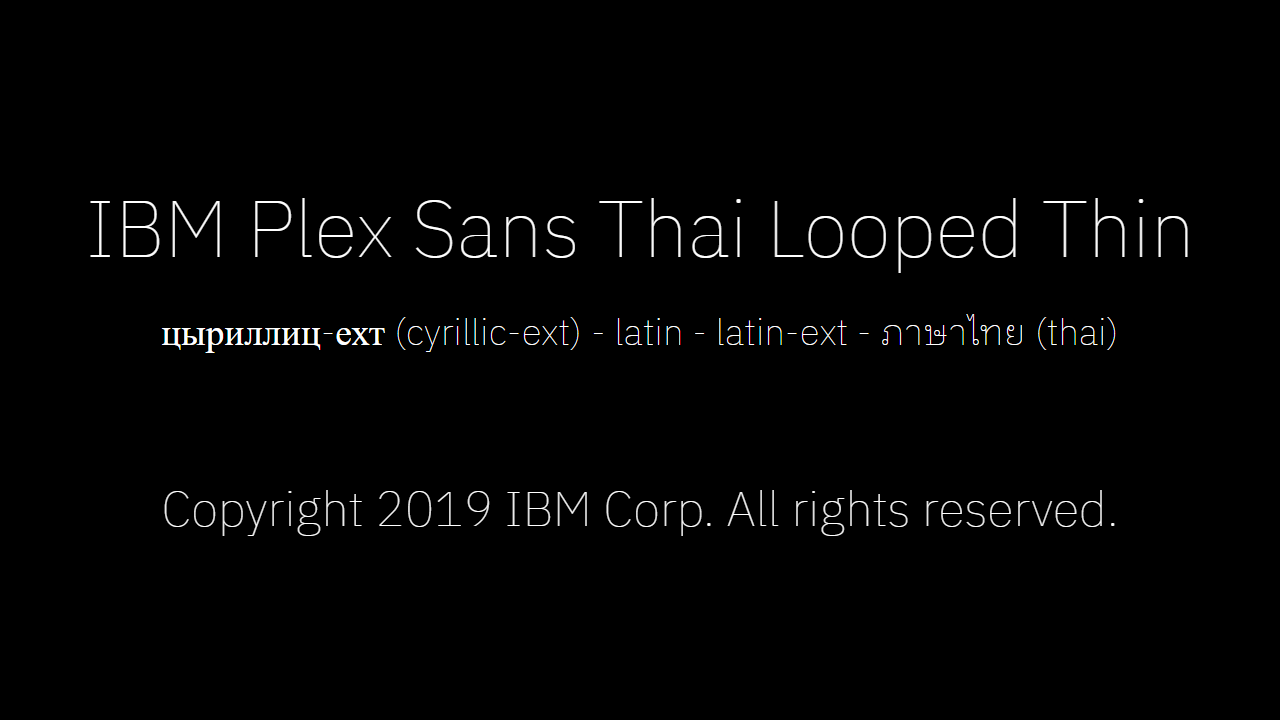 IBM Plex Sans Thai Looped Thin
цыриллиц-ехт (cyrillic-ext) - latin - latin-ext - ภาษาไทย (thai)
Copyright 2019 IBM Corp. All rights reserved.